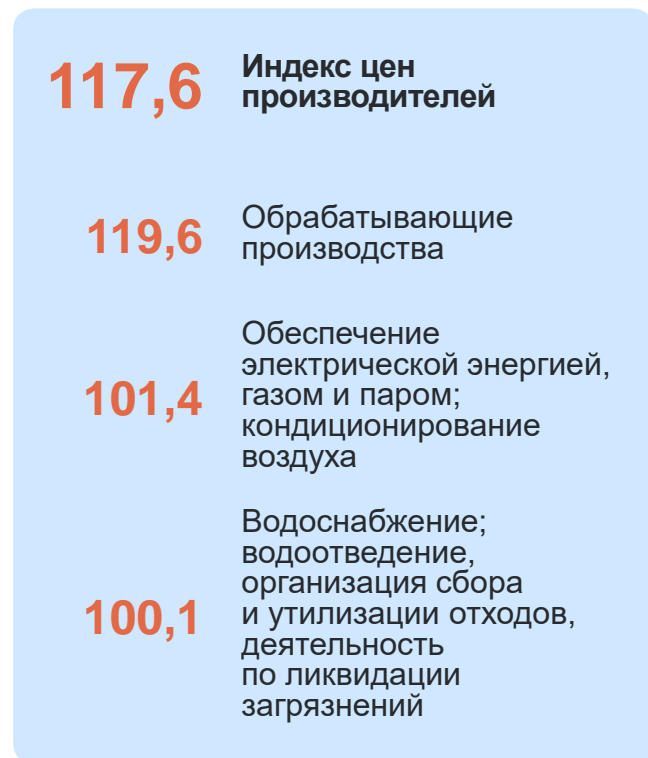 117,6
Индекс цен
производителей
119,6
Обрабатывающие
производства
101,4
Обеспечение
электрической энергией,
газом и паром;
кондиционирование
воздуха
100,1
Водоснабжение;
водоотведение,
организация сбора
и утилизации отходов,
деятельность
по ликвидации
загрязнений